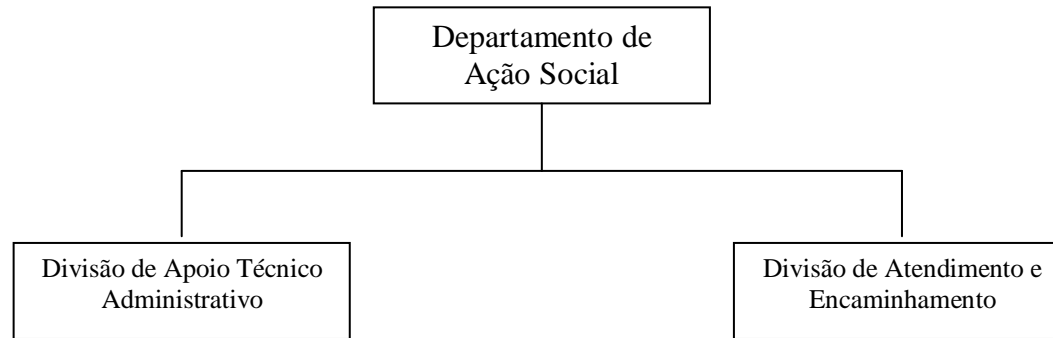 Departamento de
Ação Social
Divisão de Apoio Técnico
Administrativo
Divisão de Atendimento e
Encaminhamento